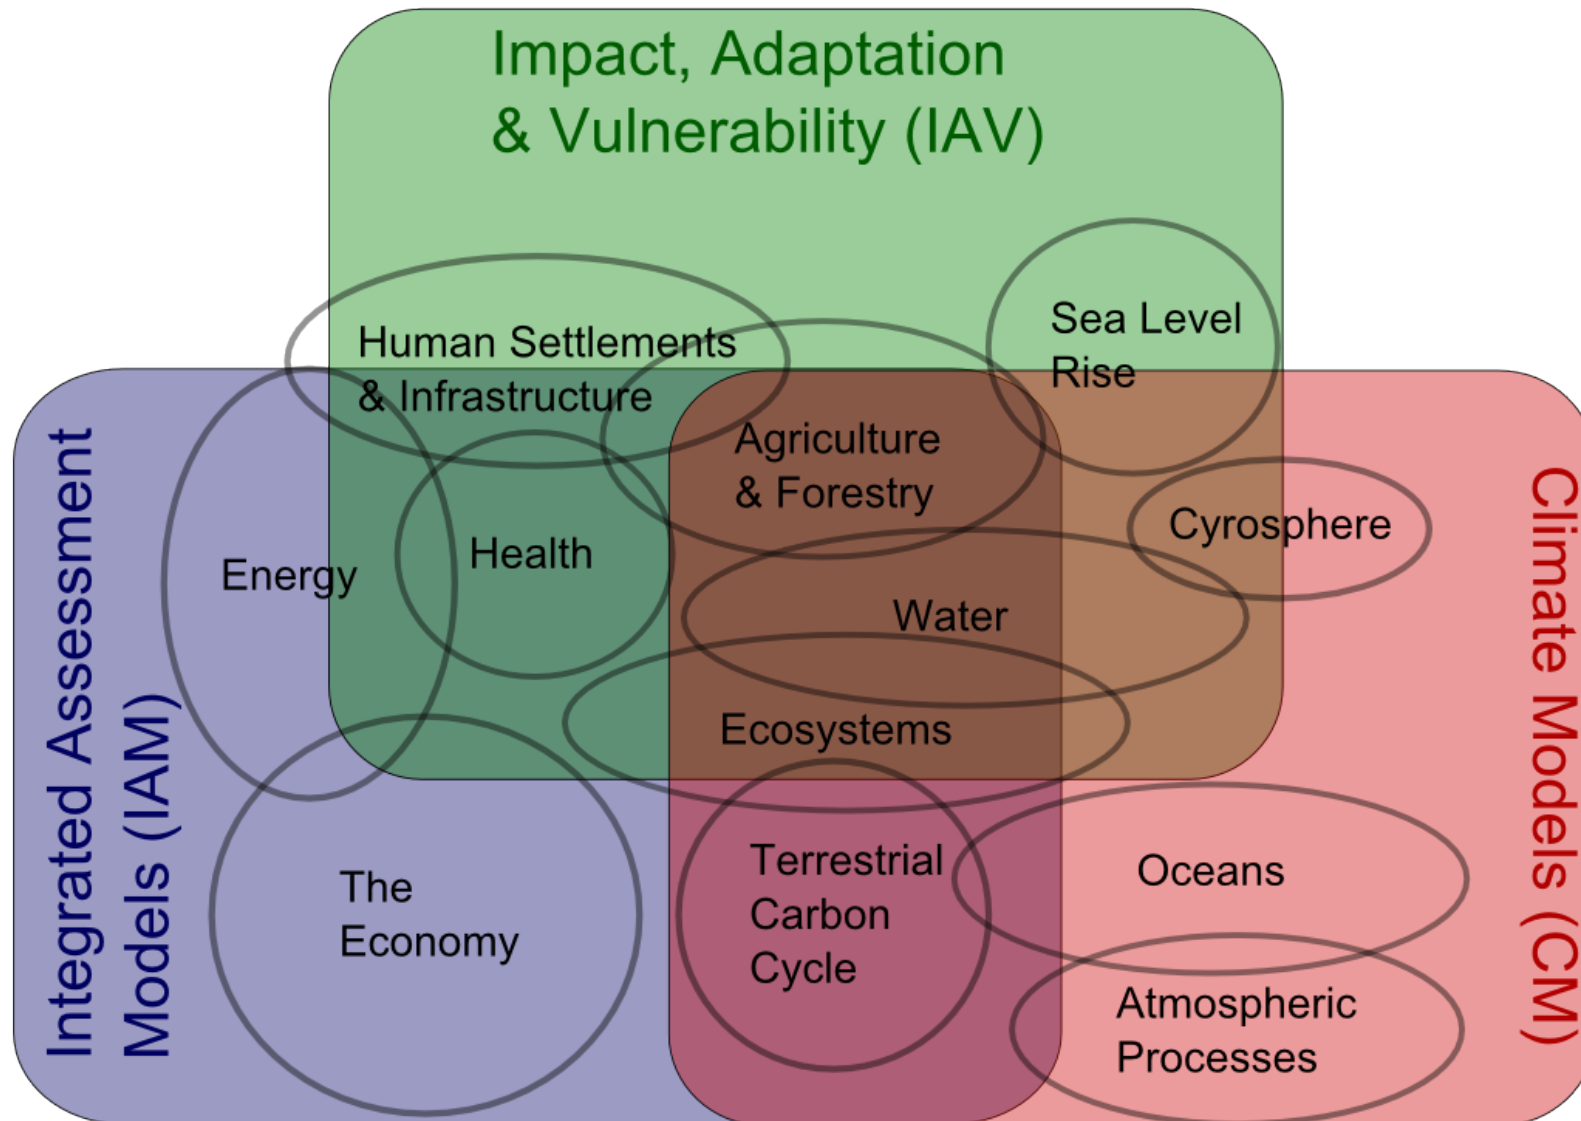 Impact, Adaptation
& Vulnerability (IAV)
Human Settlements
& Infrastructure
Sea Level
Rise
Agriculture
& Forestry
Cyrosphere
Energy
Health
Water
Ecosystems
The
Economy
Terrestrial
Carbon
Cycle
Oceans
Atmospheric
Processes
Integrated Assessment
Models (IAM)
Climate Models (CM)